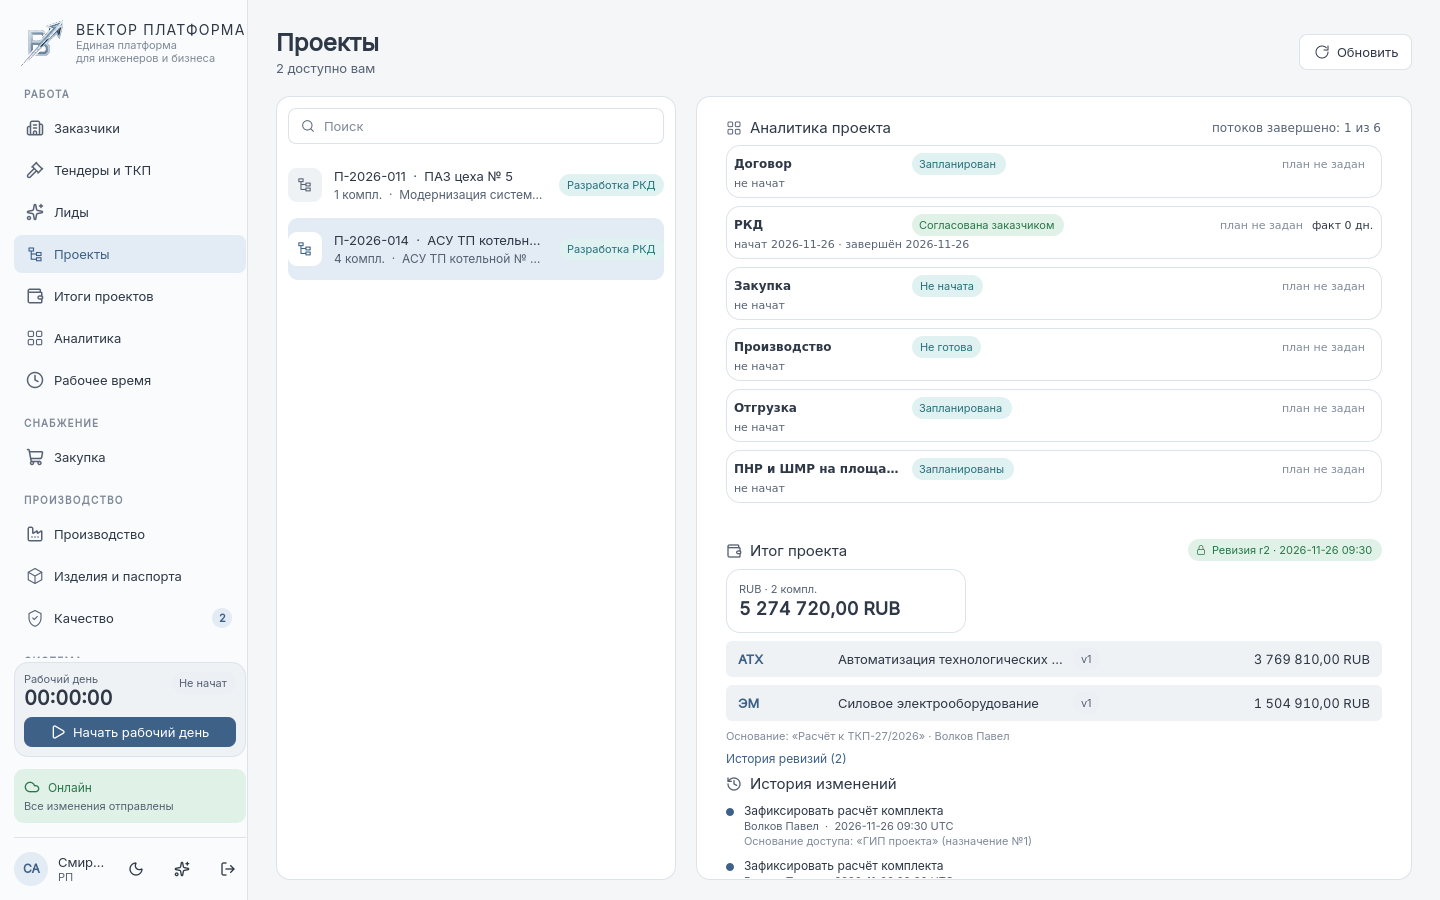 ВЕКТОР ПЛАТФОРМА
Единая платформа
для инженеров и бизнеса
РАБОТА
Заказчики
Тендеры и ТКП
Лиды
Проекты
Итоги проектов
Аналитика
Рабочее время
СНАБЖЕНИЕ
Закупка
ПРОИЗВОДСТВО
Производство
Изделия и паспорта
Качество 2
Рабочий день
Не начат
00:00:00
Начать рабочий день
Онлайн
Все изменения отправлены
СА
Смир...
РП
Проекты
2 доступно вам
Обновить
Поиск
П-2026-011 · ПАЗ цеха № 5
1 компл. · Модернизация систем...
Разработка РКД
П-2026-014 · АСУ ТП котельн...
4 компл. · АСУ ТП котельной № ...
Разработка РКД
Аналитика проекта
потоков завершено: 1 из 6
Договор Запланирован план не задан
не начат
РКД Согласована заказчиком план не задан факт 0 дн.
начат 2026-11-26 · завершён 2026-11-26
Закупка Не начата план не задан
не начат
Производство Не готова план не задан
не начат
Отгрузка Запланирована план не задан
не начат
ПНР и ШМР на площа... Запланированы план не задан
не начат
Итог проекта
Ревизия r2 · 2026-11-26 09:30
RUB · 2 компл.
5 274 720,00 RUB
АТХ Автоматизация технологических ... v1 3 769 810,00 RUB
ЭМ Силовое электрооборудование v1 1 504 910,00 RUB
Основание: «Расчёт к ТКП-27/2026» · Волков Павел
История ревизий (2)
История изменений
Зафиксировать расчёт комплекта
Волков Павел · 2026-11-26 09:30 UTC
Основание доступа: «ГИП проекта» (назначение №1)
Зафиксировать расчёт комплекта